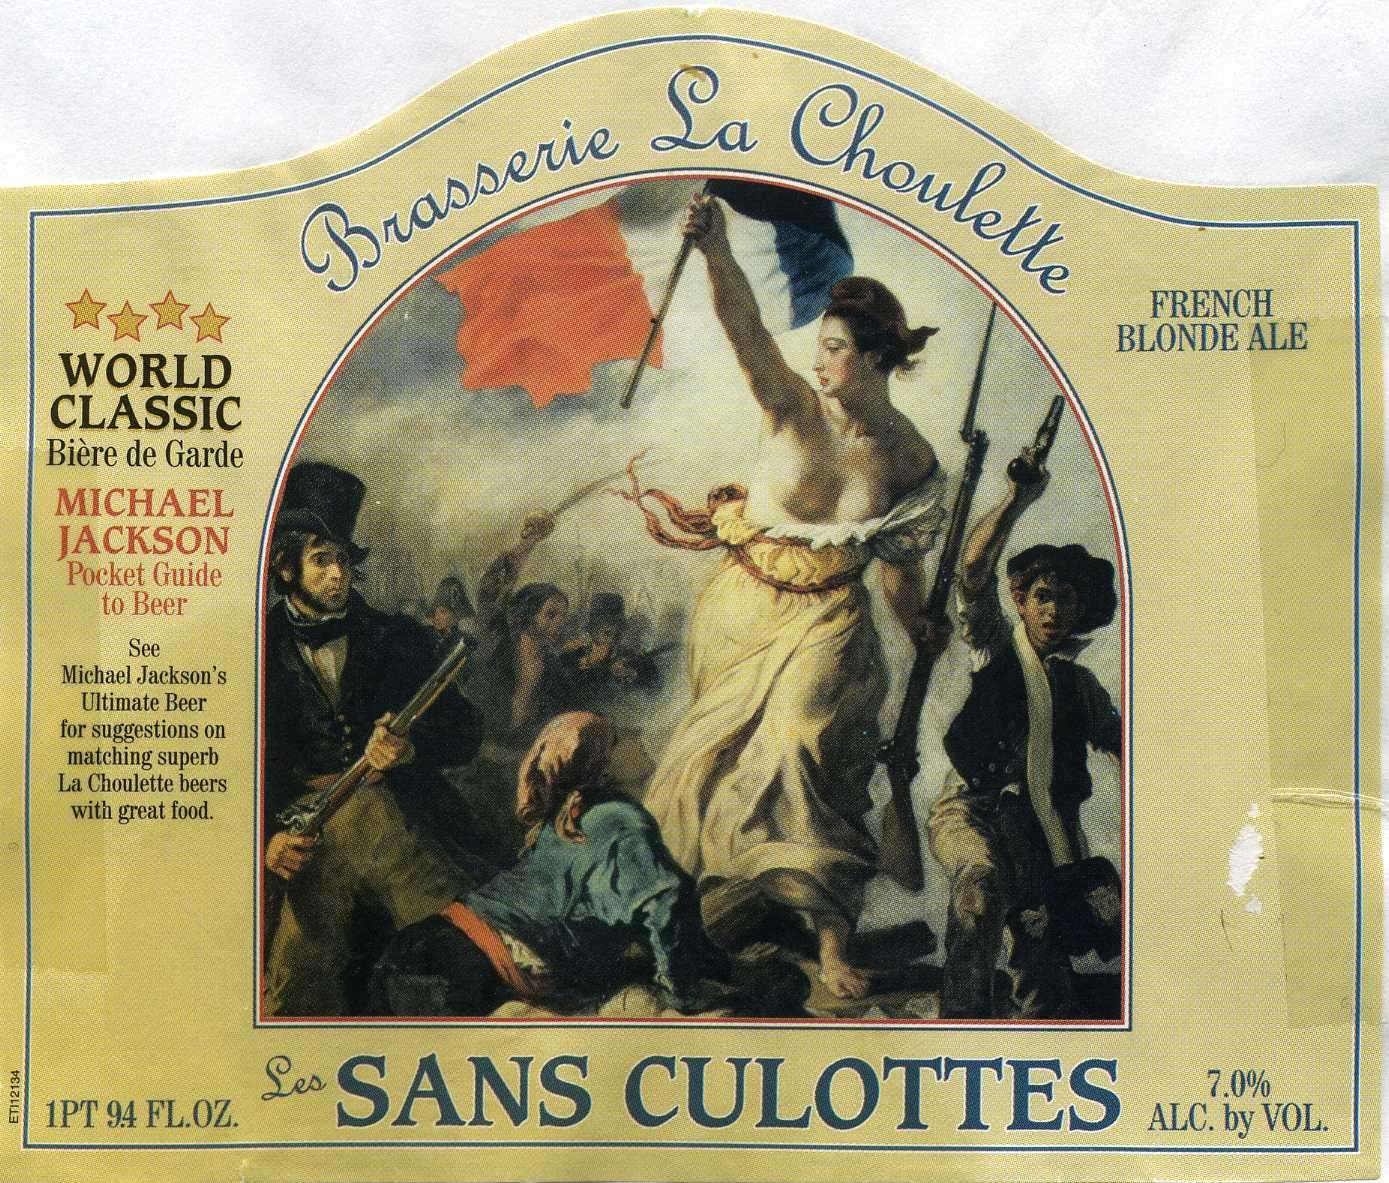 Brasserie La Choulette
WORLD
CLASSIC
Bière de Garde
MICHAEL
JACKSON
Pocket Guide
to Beer
See
Michael Jackson's
Ultimate Beer
for suggestions on
matching superb
La Choulette beers
with great food.
FRENCH
BLONDE ALE
ETI12134
1PT 9.4 FL.OZ.
Les SANS CULOTTES
7.0%
ALC. by VOL.